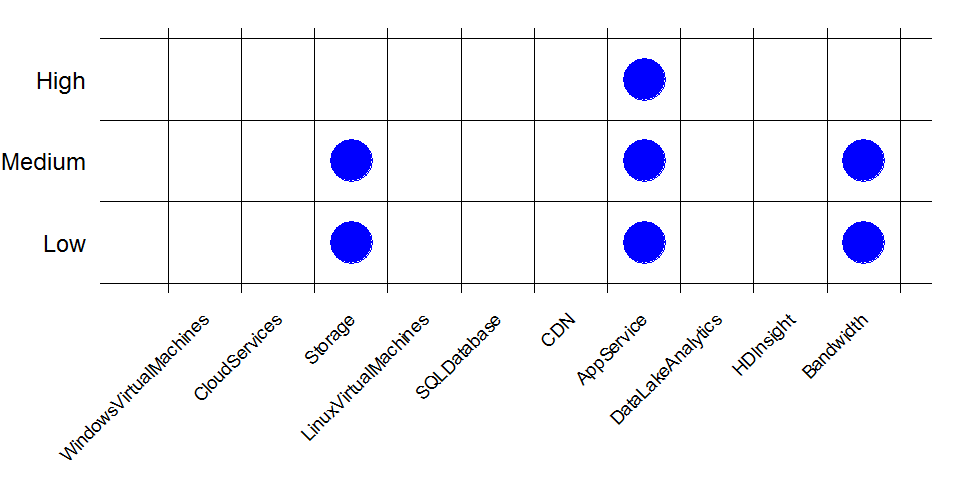 High
Medium
Low
WindowsVirtualMachines
CloudServices
Storage
LinuxVirtualMachines
SQLDatabase
CDN
AppService
DataLakeAnalytics
HDInsight
Bandwidth